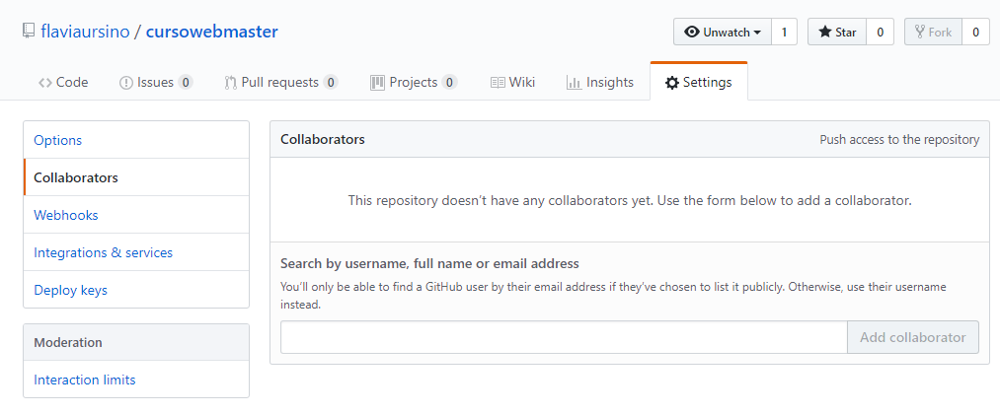 flaviaursino / cursowebmaster
Unwatch 1 Star 0 Fork 0
Code Issues 0 Pull requests 0 Projects 0 Wiki Insights Settings
Options
Collaborators
Webhooks
Integrations & services
Deploy keys
Moderation
Interaction limits
Collaborators Push access to the repository
This repository doesn't have any collaborators yet. Use the form below to add a collaborator.
Search by username, full name or email address
You'll only be able to find a GitHub user by their email address if they've chosen to list it publicly. Otherwise, use their username
instead.
Add collaborator